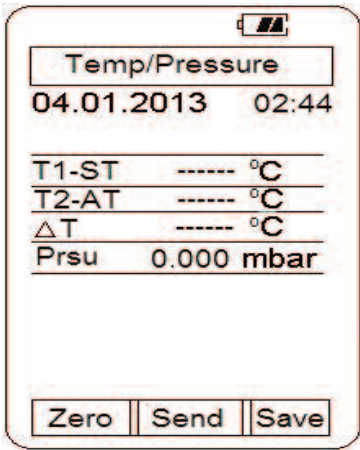 Temp/Pressure
04.01.2013 02:44
T1-ST ------ °C
T2-AT ------ °C
△T ------ °C
Prsu 0.000 mbar
Zero Send Save